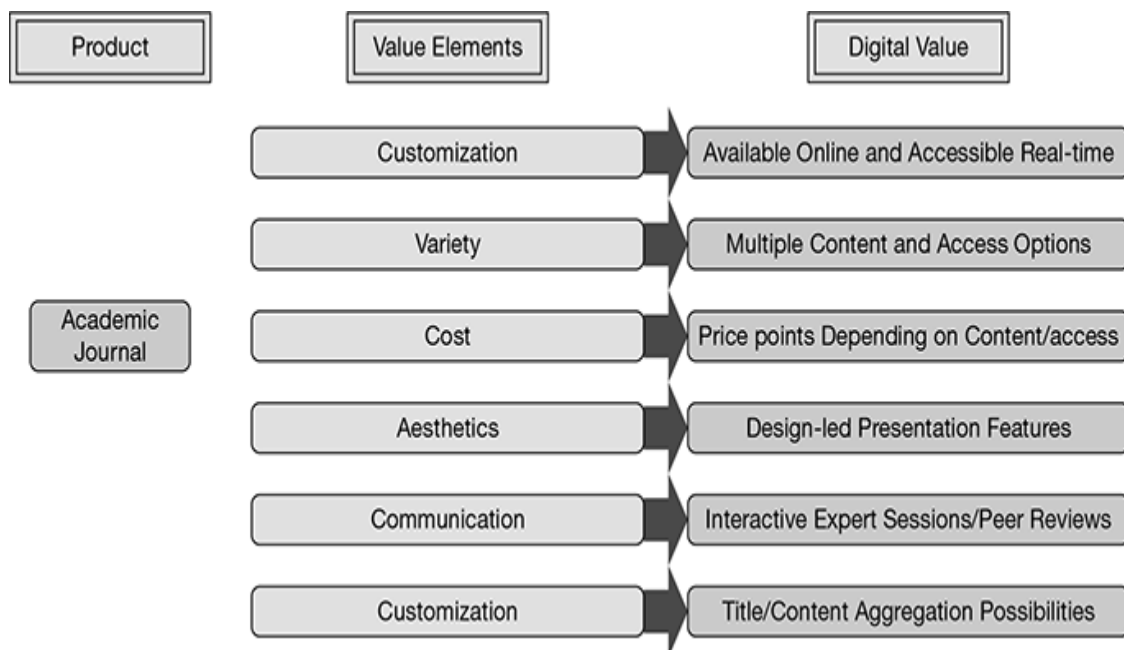 Product
Value Elements
Digital Value
Customization
Available Online and Accessible Real-time
Variety
Multiple Content and Access Options
Academic
Journal
Cost
Price points Depending on Content/access
Aesthetics
Design-led Presentation Features
Communication
Interactive Expert Sessions/Peer Reviews
Customization
Title/Content Aggregation Possibilities